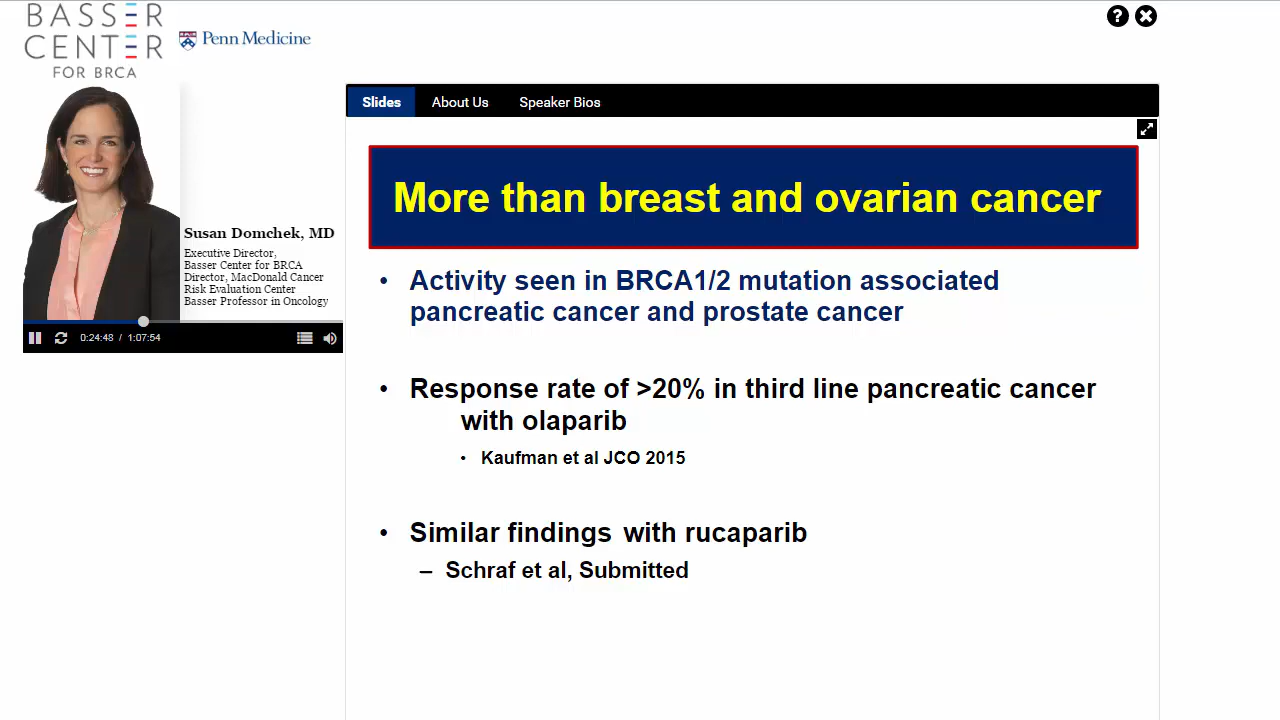 BASSER
CENTER
FOR BRCA
Penn Medicine
?
Susan Domchek, MD
Executive Director,
Basser Center for BRCA
Director, MacDonald Cancer
Risk Evaluation Center
Basser Professor in Oncology
0:24:48 / 1:07:54
Slides About Us Speaker Bios
More than breast and ovarian cancer
• Activity seen in BRCA1/2 mutation associated
pancreatic cancer and prostate cancer
• Response rate of >20% in third line pancreatic cancer
with olaparib
• Kaufman et al JCO 2015
• Similar findings with rucaparib
– Schraf et al, Submitted